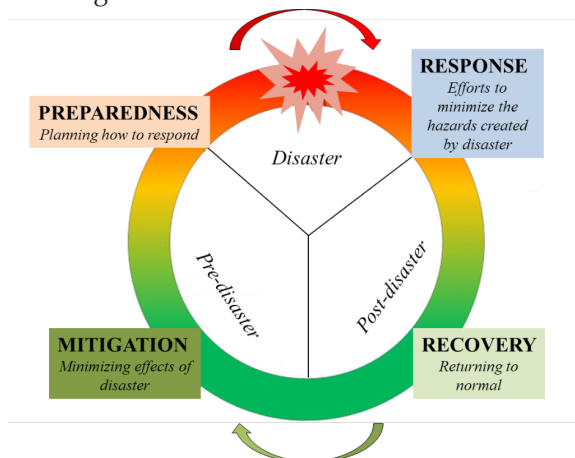 RESPONSE
Efforts to
minimize the
hazards created
by disaster
PREPAREDNESS
Planning how to respond
Disaster
Pre-disaster
Post-disaster
MITIGATION
Minimizing effects of
disaster
RECOVERY
Returning to
normal